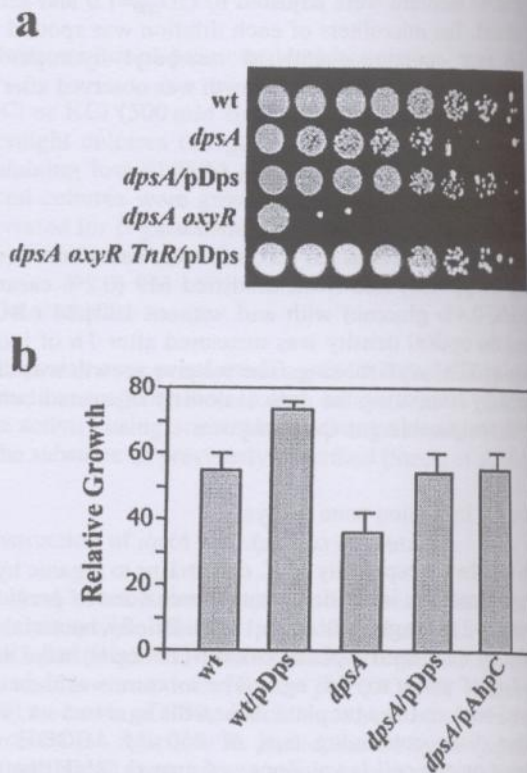 a
wt
dpsA
dpsA/pDps
dpsA oxyR
dpsA oxyR TnR/pDps
b
Relative Growth
80
60
40
20
0
wt
wt/pDps
dpsA
dpsA/pDps
dpsA/pAhpC